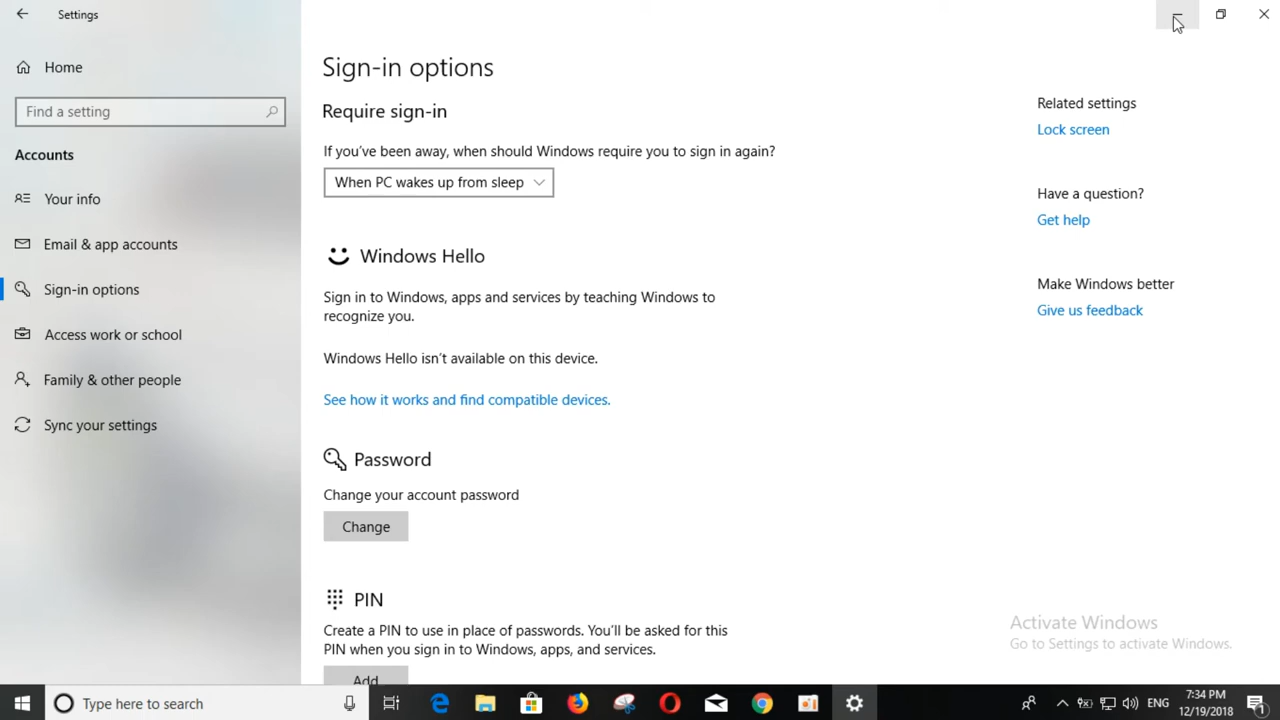 Settings
Home
Find a setting
Accounts
Your info
Email & app accounts
Sign-in options
Access work or school
Family & other people
Sync your settings
Sign-in options
Require sign-in
If you've been away, when should Windows require you to sign in again?
When PC wakes up from sleep
Windows Hello
Sign in to Windows, apps and services by teaching Windows to
recognize you.
Windows Hello isn't available on this device.
See how it works and find compatible devices.
Password
Change your account password
Change
PIN
Create a PIN to use in place of passwords. You'll be asked for this
PIN when you sign in to Windows, apps, and services.
Add
Related settings
Lock screen
Have a question?
Get help
Make Windows better
Give us feedback
Activate Windows
Go to Settings to activate Windows.
Type here to search
ENG
7:34 PM
12/19/2018
1